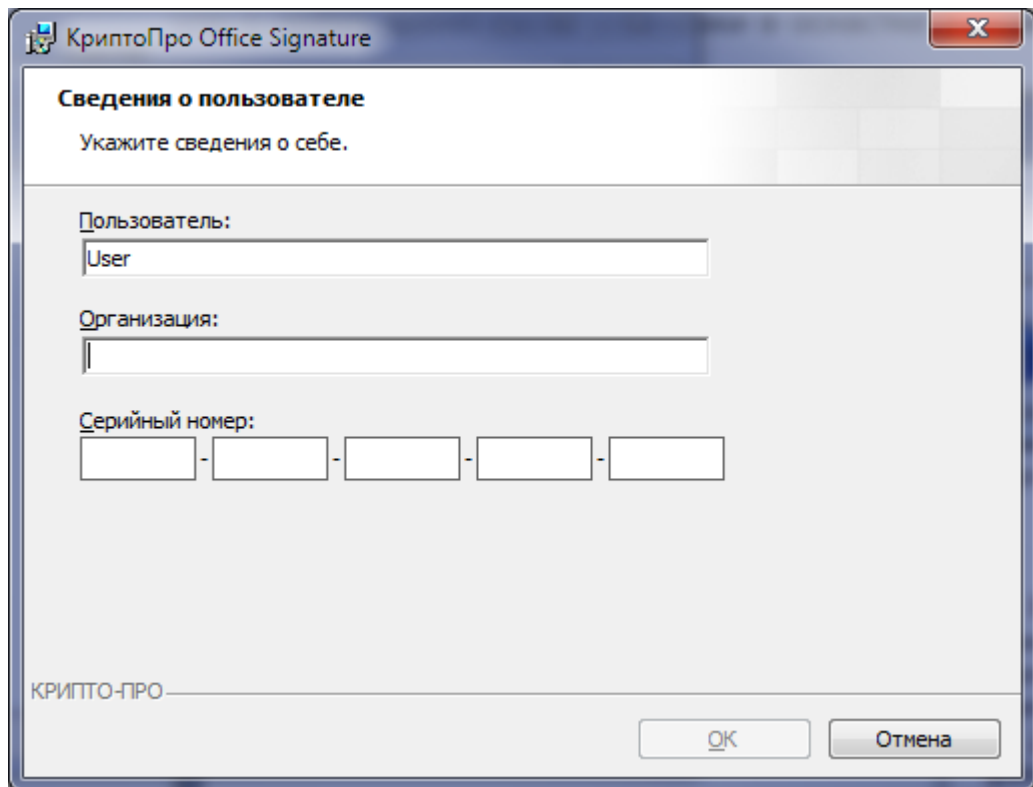 КриптоПро Office Signature
Сведения о пользователе
Укажите сведения о себе.
Пользователь:
User
Организация:
Серийный номер:
- - - -
КРИПТО-ПРО
OK Отмена